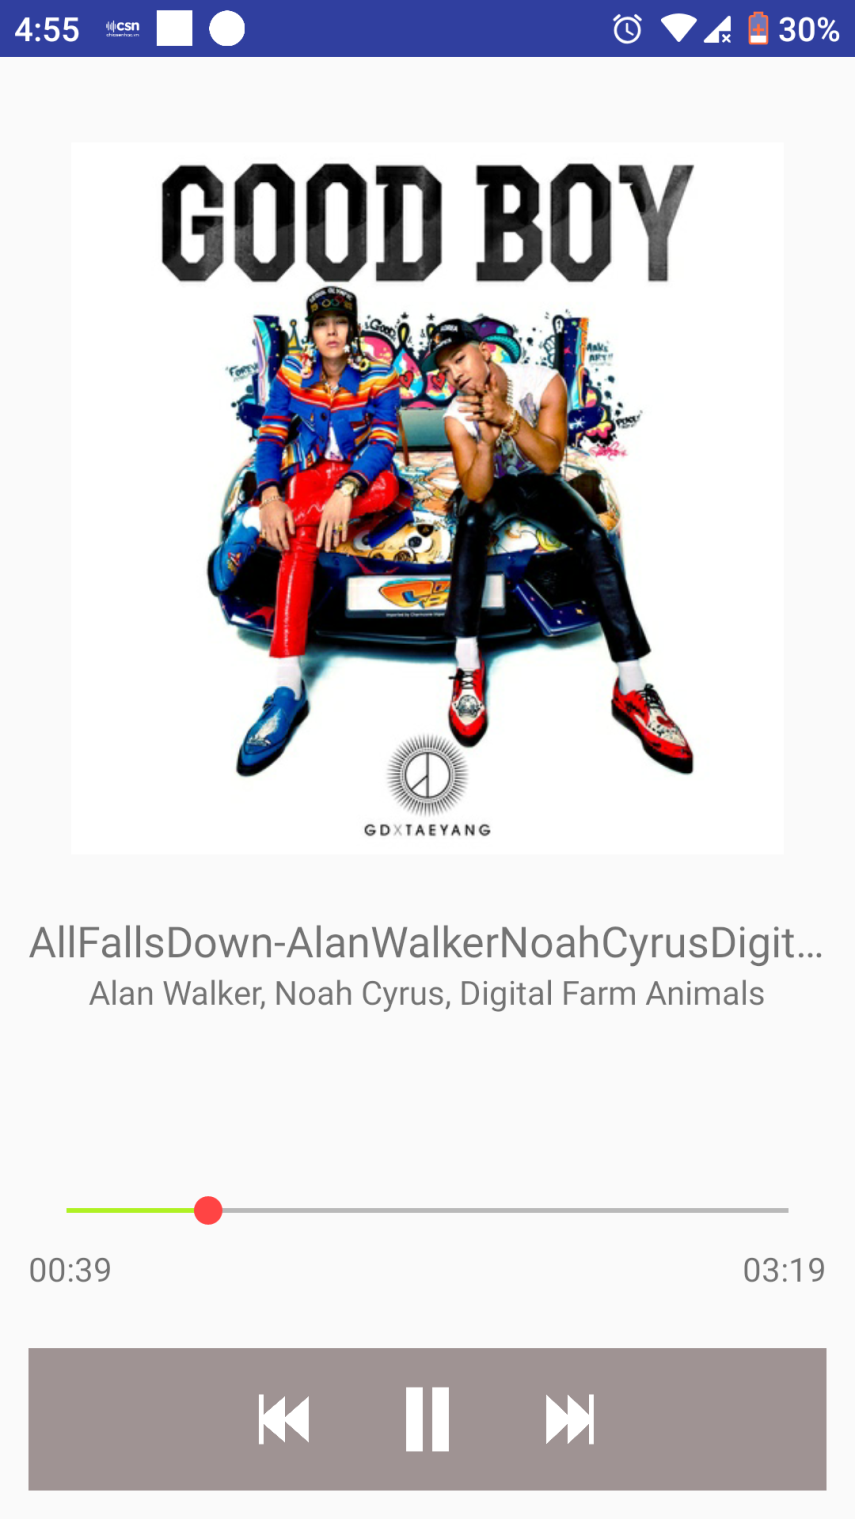 4:55 csn 30%
GOOD BOY
GDXTAEYANG
AllFallsDown-AlanWalkerNoahCyrusDigit...
Alan Walker, Noah Cyrus, Digital Farm Animals
00:39 03:19